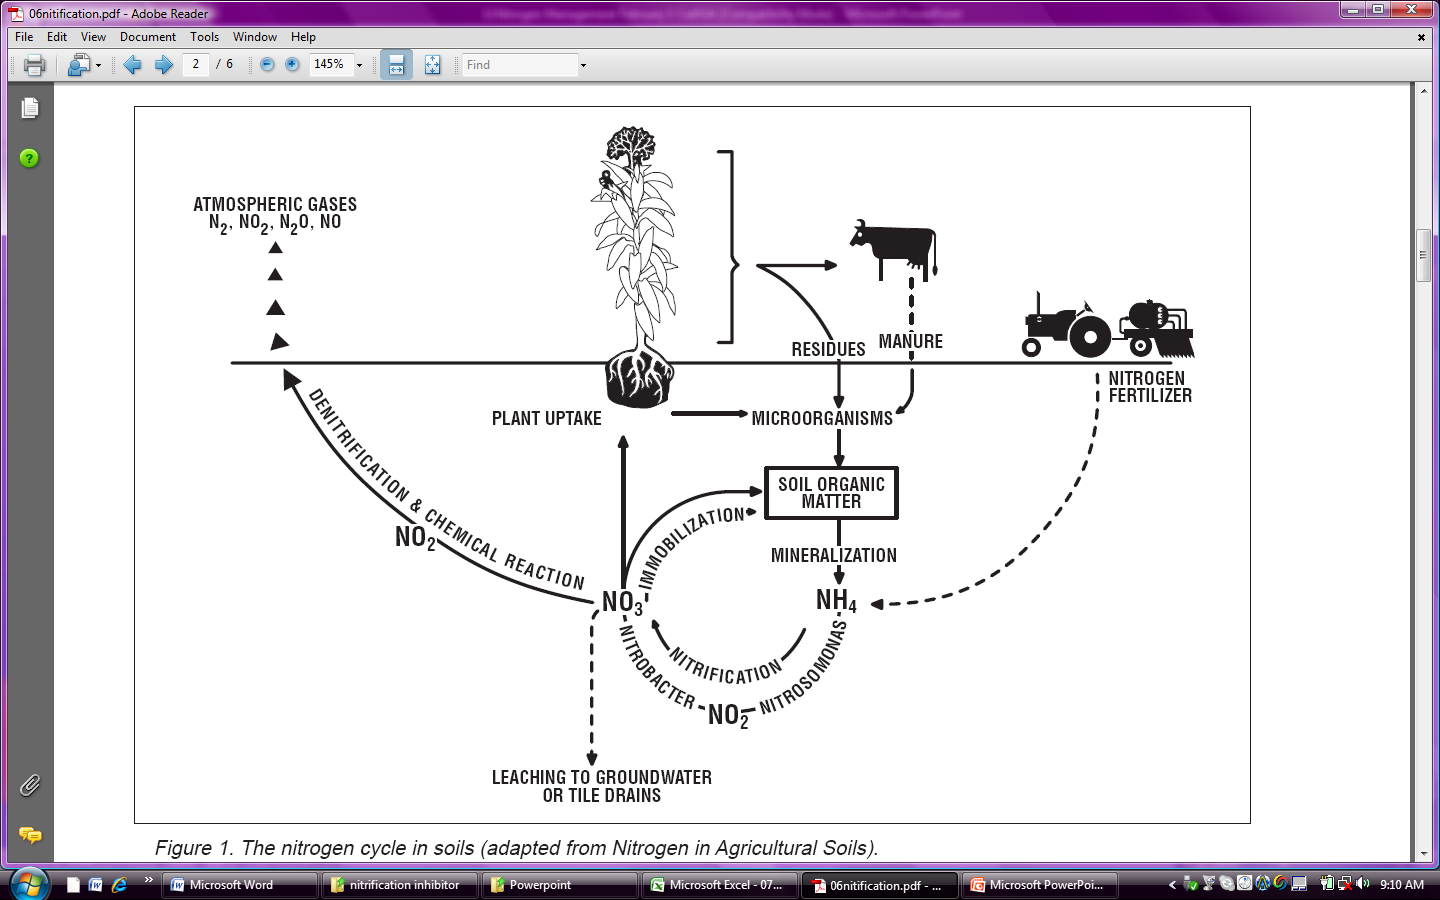 06nitification.pdf - Adobe Reader
File Edit View Document Tools Window Help
2 / 6 145% Find
ATMOSPHERIC GASES
N2, NO2, N2O, NO
RESIDUES
MANURE
NITROGEN
FERTILIZER
PLANT UPTAKE
MICROORGANISMS
SOIL ORGANIC
MATTER
DENITRIFICATION & CHEMICAL REACTION
NO2
IMMOBILIZATION
MINERALIZATION
NO3
NH4
NITRIFICATION
NITROBACTER
NO2
NITROSOMONAS
LEACHING TO GROUNDWATER
OR TILE DRAINS
Figure 1. The nitrogen cycle in soils (adapted from Nitrogen in Agricultural Soils).
Microsoft Word nitrification inhibitor Powerpoint Microsoft Excel - 07... 06nitification.pdf - ... Microsoft PowerPoi... 9:10 AM